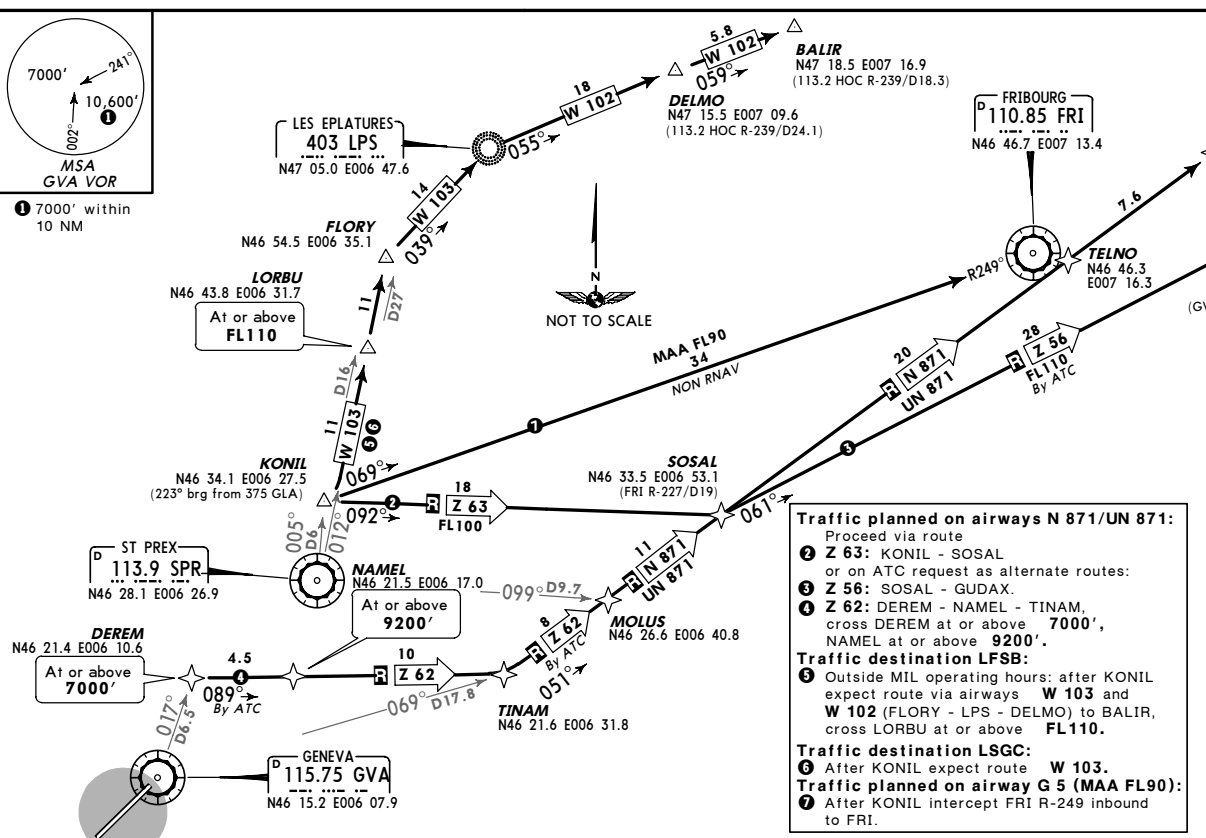 7000'
241°
10,600'
1
002°
MSA
GVA VOR
1 7000' within
10 NM
5.8
W 102
059°
BALIR
N47 18.5 E007 16.9
(113.2 HOC R-239/D18.3)
18
W 102
055°
DELMO
N47 15.5 E007 09.6
(113.2 HOC R-239/D24.1)
LES EPLATURES
403 LPS
N47 05.0 E006 47.6
FRIBOURG
D 110.85 FRI
N46 46.7 E007 13.4
14
W 103
039°
FLORY
N46 54.5 E006 35.1
LORBU
N46 43.8 E006 31.7
At or above
FL110
11
D27
N
NOT TO SCALE
7.6
R249°
TELNO
N46 46.3
E007 16.3
(GV
MAA FL90
34
NON RNAV
7
D16
11
W 103
5 6
20
R N 871
UN 871
28
R Z 56
FL110
By ATC
3
KONIL
N46 34.1 E006 27.5
(223° brg from 375 GLA)
069°
092°
2
18
R Z 63
FL100
SOSAL
N46 33.5 E006 53.1
(FRI R-227/D19)
061°
005°
D6
012°
ST PREX
D 113.9 SPR
N46 28.1 E006 26.9
NAMEL
N46 21.5 E006 17.0
At or above
9200'
099° D9.7
11
R N 871
UN 871
MOLUS
N46 26.6 E006 40.8
DEREM
N46 21.4 E006 10.6
At or above
7000'
4.5
4
089°
By ATC
10
R Z 62
8
R Z 62
By ATC
051°
TINAM
N46 21.6 E006 31.8
069° D17.8
017°
D6.5
GENEVA
D 115.75 GVA
N46 15.2 E006 07.9
Traffic planned on airways N 871/UN 871:
Proceed via route
2 Z 63: KONIL - SOSAL
or on ATC request as alternate routes:
3 Z 56: SOSAL - GUDAX.
4 Z 62: DEREM - NAMEL - TINAM,
cross DEREM at or above 7000',
NAMEL at or above 9200'.
Traffic destination LFSB:
5 Outside MIL operating hours: after KONIL
expect route via airways W 103 and
W 102 (FLORY - LPS - DELMO) to BALIR,
cross LORBU at or above FL110.
Traffic destination LSGC:
6 After KONIL expect route W 103.
Traffic planned on airway G 5 (MAA FL90):
7 After KONIL intercept FRI R-249 inbound
to FRI.